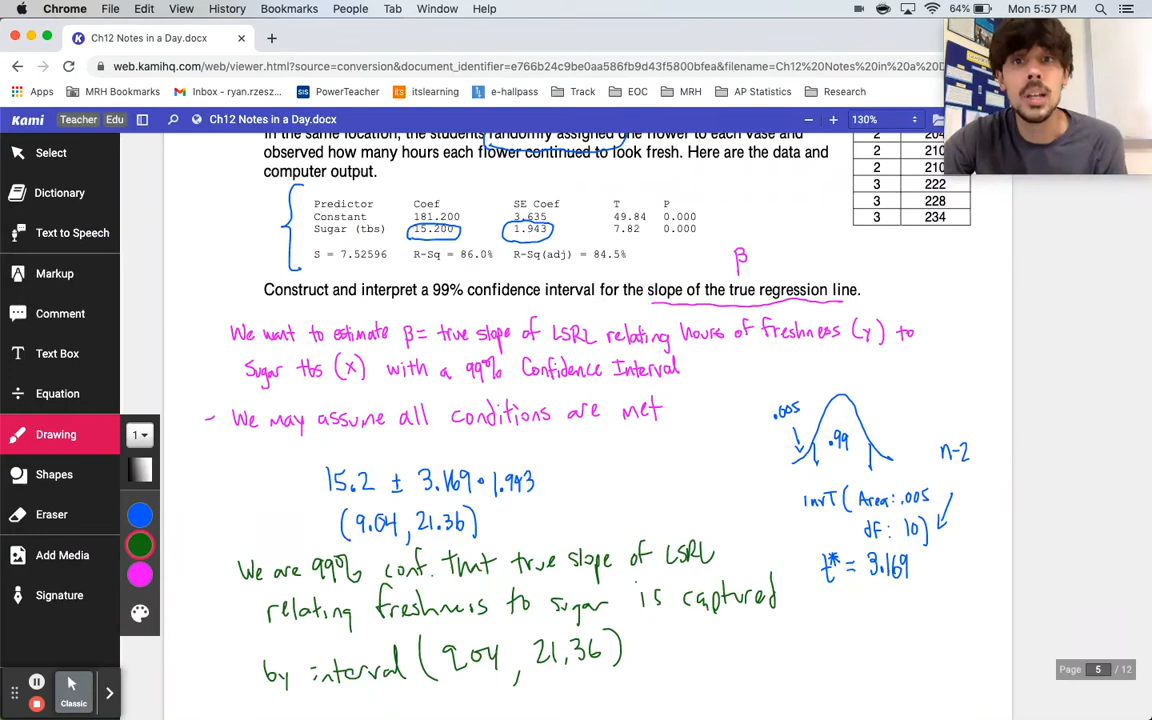 Chrome File Edit View History Bookmarks People Tab Window Help 64% Mon 5:57 PM
Ch12 Notes in a Day.docx
web.kamihq.com/web/viewer.html?source=conversion&document_identifier=e766b24c9be0aa586fb9d43f5800bfea&filename=Ch12%20Notes%20in%20a%20D
Apps MRH Bookmarks Inbox - ryan.rzesz... PowerTeacher itslearning e-hallpass Track EOC MRH AP Statistics Research
Kami Teacher Edu Ch12 Notes in a Day.docx 130%
Select
Dictionary
Text to Speech
Markup
Comment
Text Box
Equation
Drawing
1
Shapes
Eraser
Add Media
Signature
Classic
In the same location, the students randomly assigned one flower to each vase and
observed how many hours each flower continued to look fresh. Here are the data and
computer output.
2 204
2 210
2 210
3 222
3 228
3 234
Predictor Coef SE Coef T P
Constant 181.200 3.635 49.84 0.000
Sugar (tbs) 15.200 1.943 7.82 0.000
S = 7.52596 R-Sq = 86.0% R-Sq(adj) = 84.5%
β
Construct and interpret a 99% confidence interval for the slope of the true regression line.
We want to estimate β = true slope of LSRL relating hours of freshness (y) to
sugar tbs (x) with a 99% Confidence Interval
- We may assume all conditions are met
.005
.99
n-2
15.2 ± 3.169 • 1.943
(9.04, 21.36)
invT( Area: .005
df: 10)
t* = 3.169
We are 99% conf. that true slope of LSRL
relating freshness to sugar is captured
by interval (9.04, 21.36)
Page 5 / 12